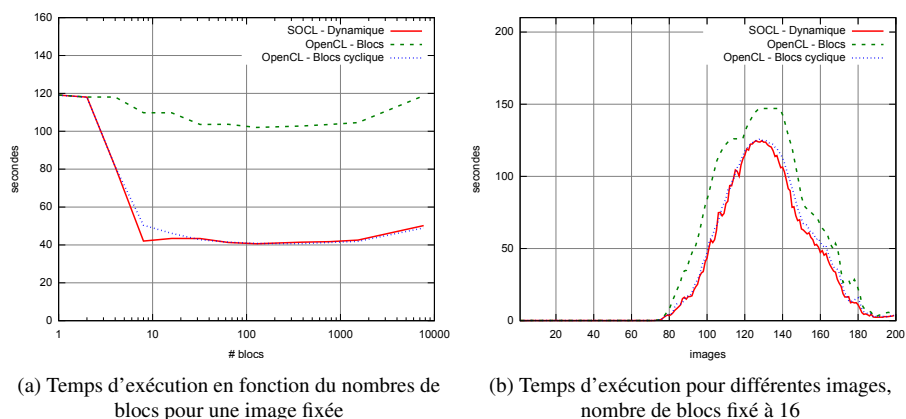 160
140
120
100
80
60
40
20
0
secondes
1
10
100
1000
10000
# blocs
SOCL - Dynamique
OpenCL - Blocs
OpenCL - Blocs cyclique
(a) Temps d'exécution en fonction du nombres de
blocs pour une image fixée
200
150
100
50
0
secondes
20
40
60
80
100
120
140
160
180
200
images
SOCL - Dynamique
OpenCL - Blocs
OpenCL - Blocs cyclique
(b) Temps d'exécution pour différentes images,
nombre de blocs fixé à 16